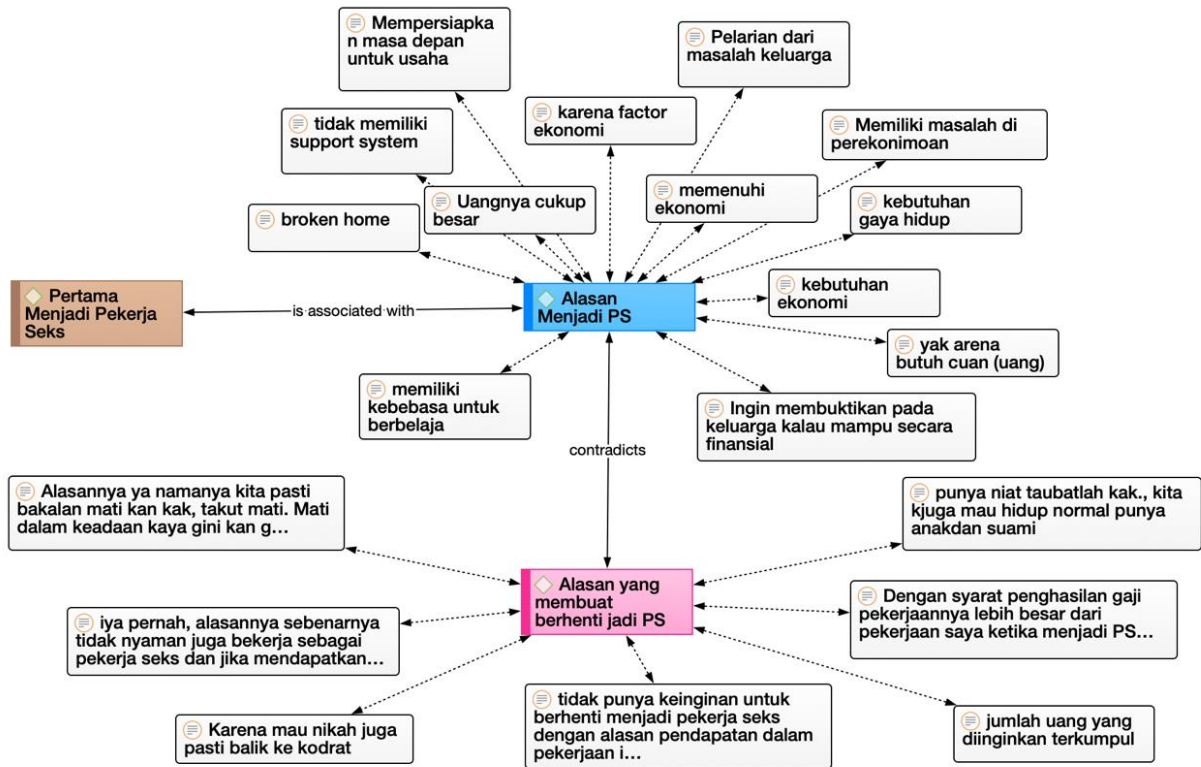 Mempersiapka
n masa depan
untuk usaha
Pelarian dari
masalah keluarga
karena factor
ekonomi
tidak memiliki
support system
Memiliki masalah di
perekonimoan
Uangnya cukup
besar
memenuhi
ekonomi
kebutuhan
gaya hidup
broken home
Pertama
Menjadi Pekerja
Seks
is associated with
Alasan
Menjadi PS
kebutuhan
ekonomi
yak arena
butuh cuan (uang)
memiliki
kebebasa untuk
berbelaja
Ingin membuktikan pada
keluarga kalau mampu secara
finansial
contradicts
Alasannya ya namanya kita pasti
bakalan mati kan kak, takut mati. Mati
dalam keadaan kaya gini kan g...
punya niat taubatlah kak., kita
kjuga mau hidup normal punya
anakdan suami
Alasan yang
membuat
berhenti jadi PS
iya pernah, alasannya sebenarnya
tidak nyaman juga bekerja sebagai
pekerja seks dan jika mendapatkan...
Dengan syarat penghasilan gaji
pekerjaannya lebih besar dari
pekerjaan saya ketika menjadi PS...
Karena mau nikah juga
pasti balik ke kodrat
tidak punya keinginan untuk
berhenti menjadi pekerja seks
dengan alasan pendapatan dalam
pekerjaan i...
jumlah uang yang
diinginkan terkumpul